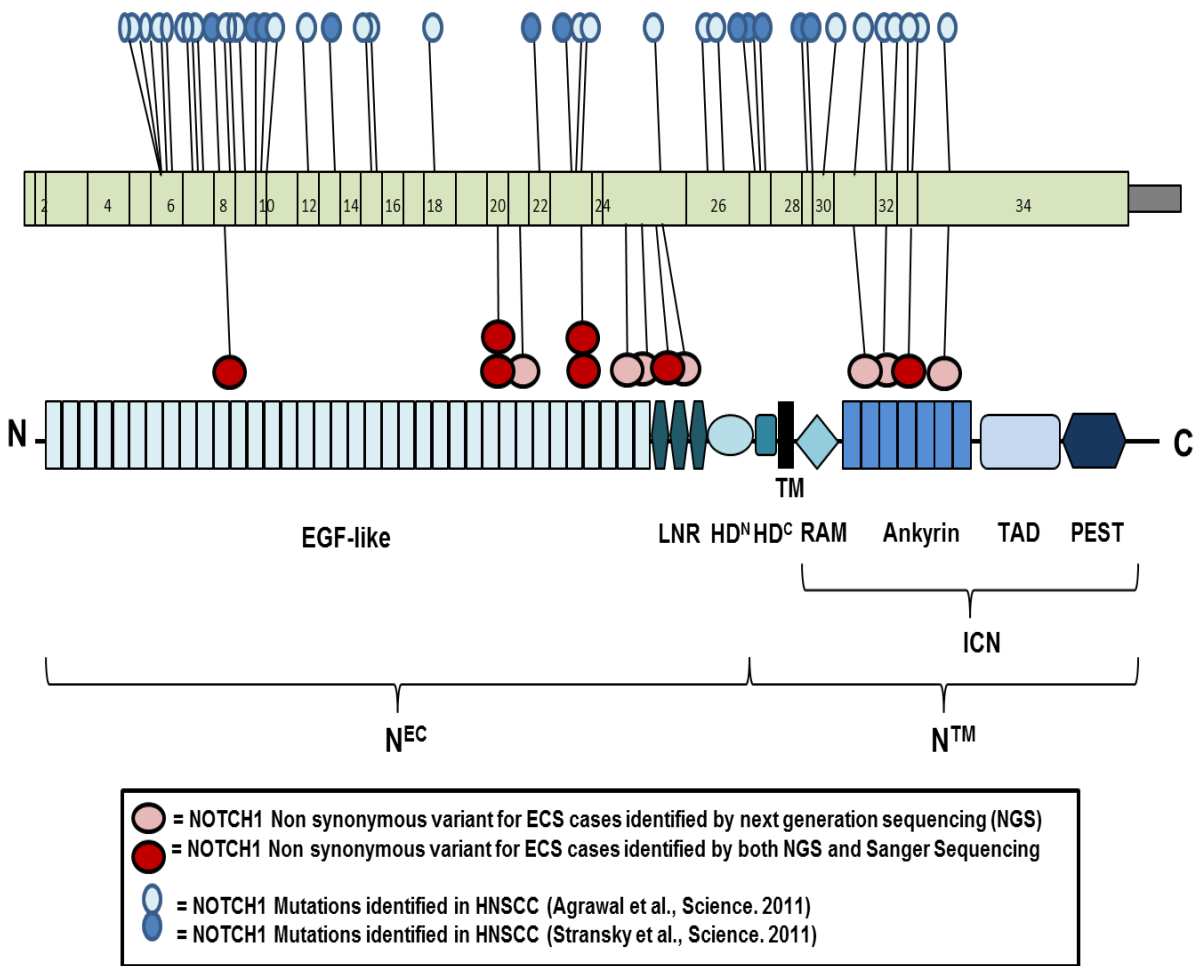 2 4 6 8 10 12 14 16 18 20 22 24 26 28 30 32 34
N C
TM
EGF-like LNR HDᴺ HDᶜ RAM Ankyrin TAD PEST
ICN
Nᴱᶜ Nᵀᴹ
= NOTCH1 Non synonymous variant for ECS cases identified by next generation sequencing (NGS)
= NOTCH1 Non synonymous variant for ECS cases identified by both NGS and Sanger Sequencing
= NOTCH1 Mutations identified in HNSCC (Agrawal et al., Science. 2011)
= NOTCH1 Mutations identified in HNSCC (Stransky et al., Science. 2011)